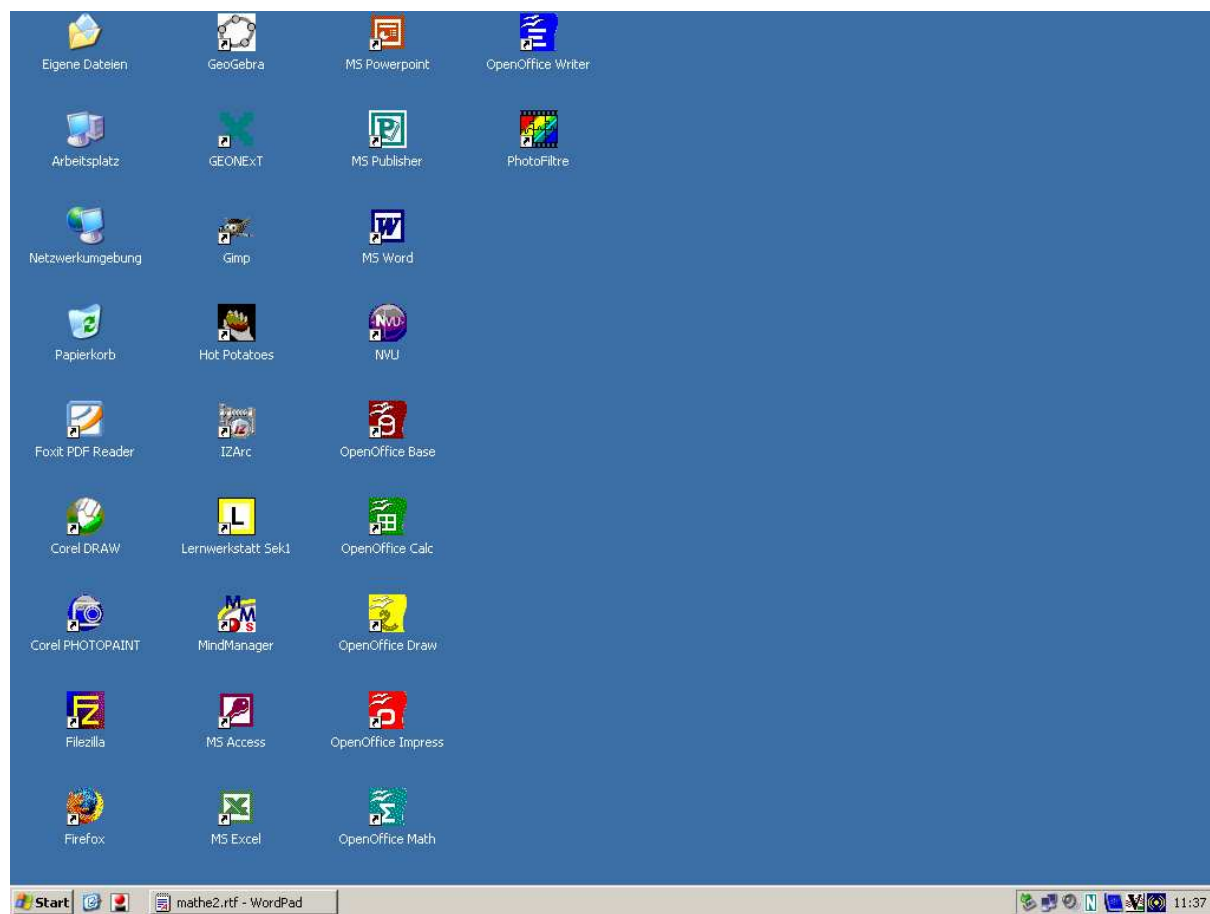 Eigene Dateien
GeoGebra
MS Powerpoint
OpenOffice Writer
Arbeitsplatz
GEONExT
MS Publisher
PhotoFiltre
Netzwerkumgebung
Gimp
MS Word
Papierkorb
Hot Potatoes
NVU
Foxit PDF Reader
IZArc
OpenOffice Base
Corel DRAW
Lernwerkstatt Sek1
OpenOffice Calc
Corel PHOTOPAINT
MindManager
OpenOffice Draw
Filezilla
MS Access
OpenOffice Impress
Firefox
MS Excel
OpenOffice Math
Start
mathe2.rtf - WordPad
11:37